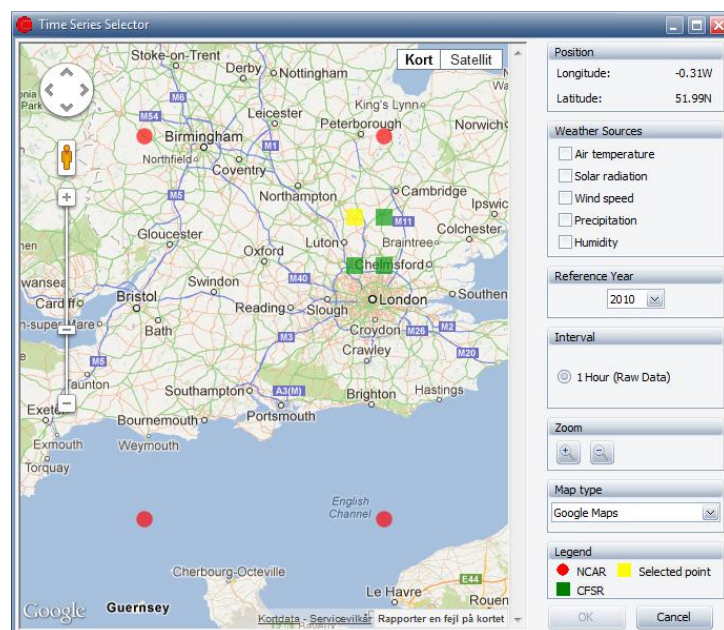 Time Series Selector
Stoke-on-Trent
Derby
Nottingham
Kort
Satellit
King's Lynn
M54
M6
Leicester
Peterborough
Norwich
Birmingham
M1
Northfield
Coventry
Northampton
Cambridge
M5
M11
Ipswic
Gloucester
Luton
Braintree
Colchester
Oxford
Chelmsford
wansea
Swindon
M40
Cardiff
Bristol
Reading
Slough
London
Southen
n-super-Mare
Bath
Croydon
M26
M2
M3
Crawley
M20
M5
Taunton
Southampton
A3(M)
Brighton
Hastings
Exeter
Bournemouth
Portsmouth
Exmouth
Weymouth
Torquay
English
Channel
Cherbourg-Octeville
E44
Le Havre
Rouen
Google
Guernsey
Kortdata - Servicevilkår
Rapporter en fejl på kortet
Position
Longitude: -0.31W
Latitude: 51.99N
Weather Sources
Air temperature
Solar radiation
Wind speed
Precipitation
Humidity
Reference Year
2010
Interval
1 Hour (Raw Data)
Zoom
Map type
Google Maps
Legend
NCAR
Selected point
CFSR
OK
Cancel